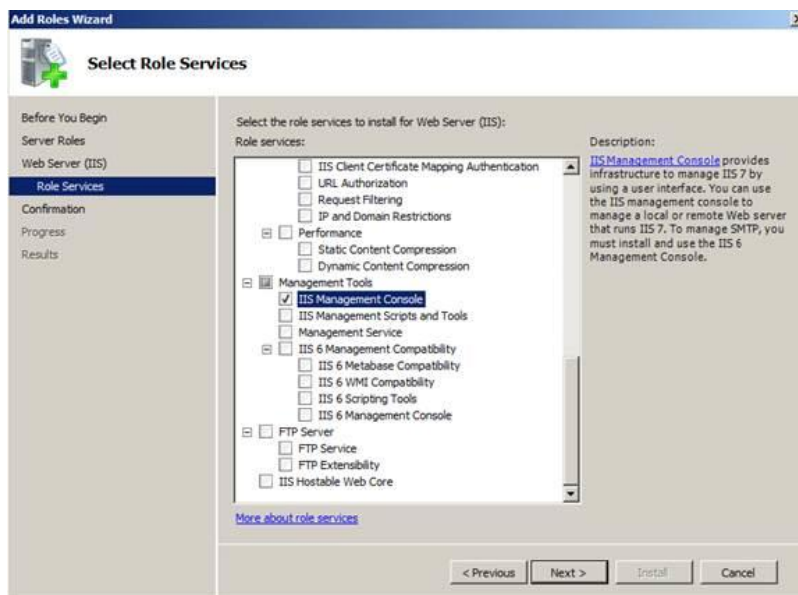 Add Roles Wizard
Select Role Services
Before You Begin
Server Roles
Web Server (IIS)
Role Services
Confirmation
Progress
Results
Select the role services to install for Web Server (IIS):
Role services:
IIS Client Certificate Mapping Authentication
URL Authorization
Request Filtering
IP and Domain Restrictions
Performance
Static Content Compression
Dynamic Content Compression
Management Tools
IIS Management Console
IIS Management Scripts and Tools
Management Service
IIS 6 Management Compatibility
IIS 6 Metabase Compatibility
IIS 6 WMI Compatibility
IIS 6 Scripting Tools
IIS 6 Management Console
FTP Server
FTP Service
FTP Extensibility
IIS Hostable Web Core
More about role services
Description:
IIS Management Console provides
infrastructure to manage IIS 7 by
using a user interface. You can use
the IIS management console to
manage a local or remote Web server
that runs IIS 7. To manage SMTP, you
must install and use the IIS 6
Management Console.
< Previous
Next >
Install
Cancel